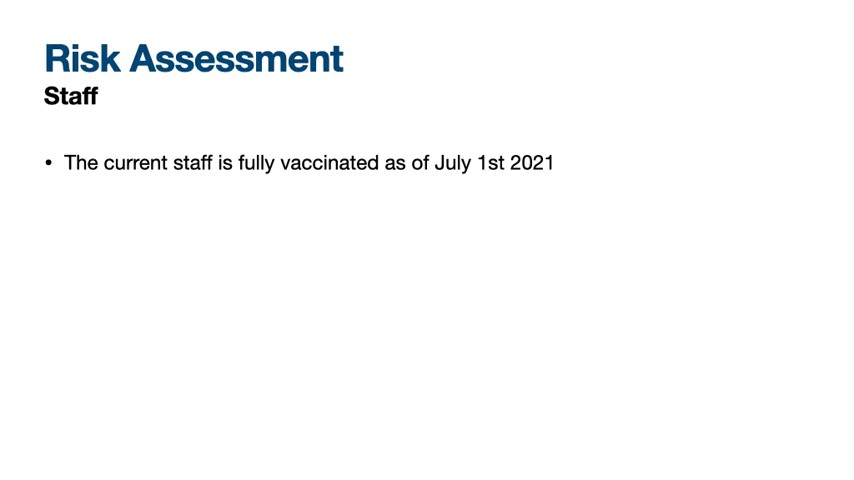 Risk Assessment
Staff
• The current staff is fully vaccinated as of July 1st 2021